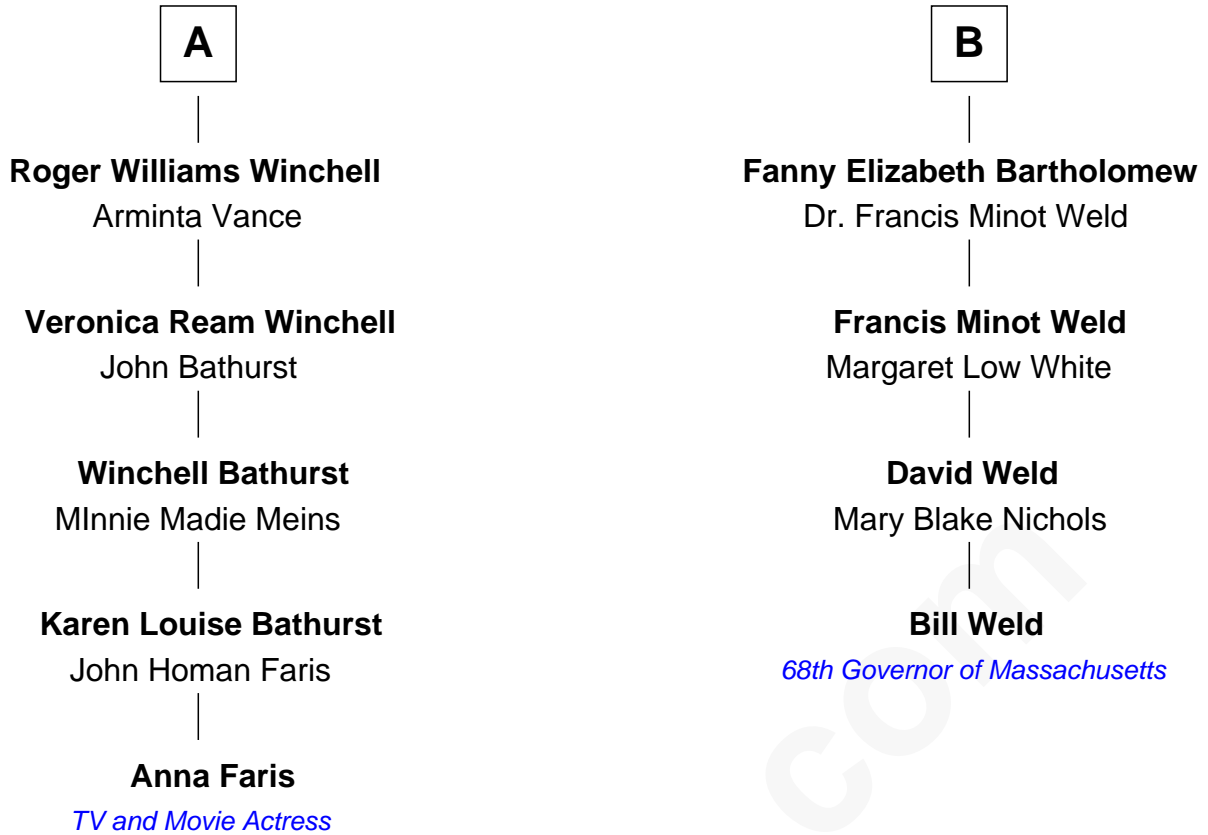 A
Roger Williams Winchell
Arminta Vance
Veronica Ream Winchell
John Bathurst
Winchell Bathurst
MInnie Madie Meins
Karen Louise Bathurst
John Homan Faris
Anna Faris
TV and Movie Actress
B
Fanny Elizabeth Bartholomew
Dr. Francis Minot Weld
Francis Minot Weld
Margaret Low White
David Weld
Mary Blake Nichols
Bill Weld
68th Governor of Massachusetts
com